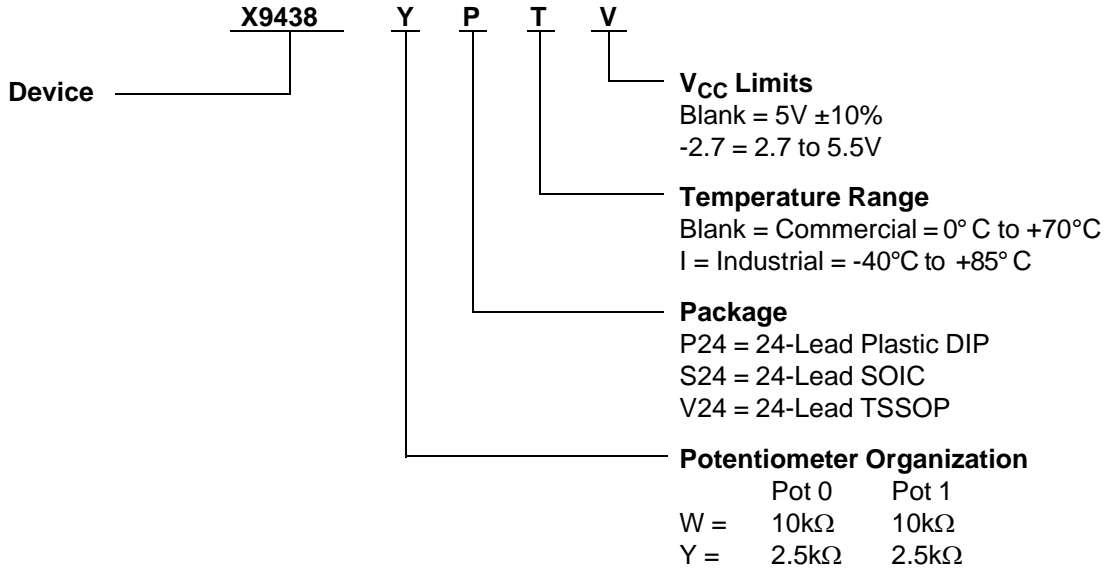 X9438 Y P T V
Device
VCC Limits
Blank = 5V ±10%
-2.7 = 2.7 to 5.5V
Temperature Range
Blank = Commercial = 0° C to +70°C
I = Industrial = -40°C to +85° C
Package
P24 = 24-Lead Plastic DIP
S24 = 24-Lead SOIC
V24 = 24-Lead TSSOP
Potentiometer Organization
Pot 0 Pot 1
W = 10kΩ 10kΩ
Y = 2.5kΩ 2.5kΩ